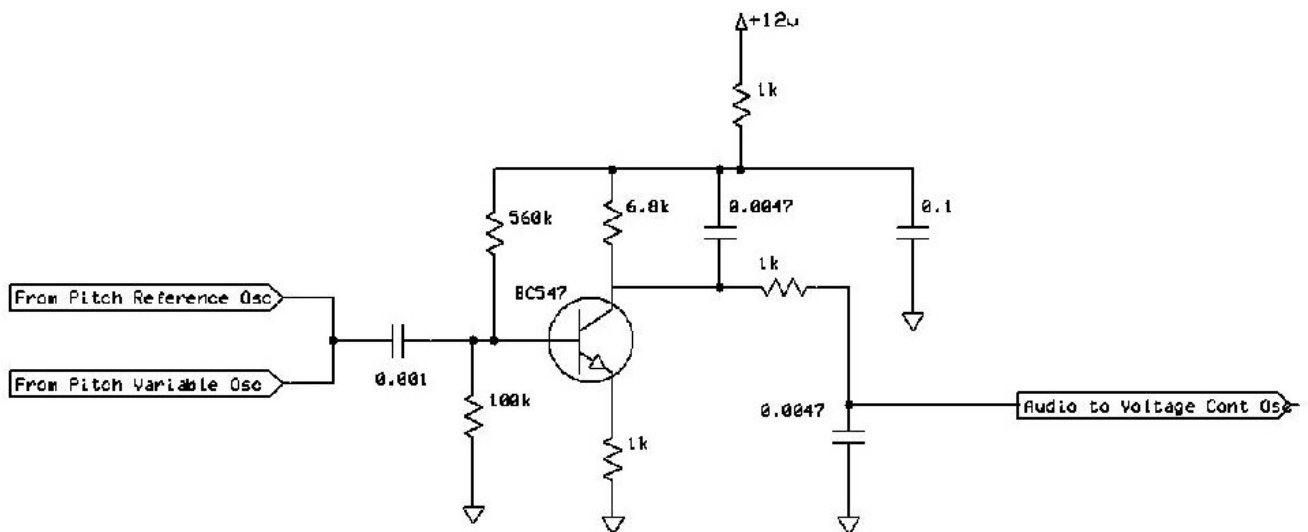 +12v
1k
560k
6.8k
0.0047
0.1
1k
BC547
From Pitch Reference Osc
From Pitch Variable Osc
0.001
100k
0.0047
Audio to Voltage Cont Osc
1k